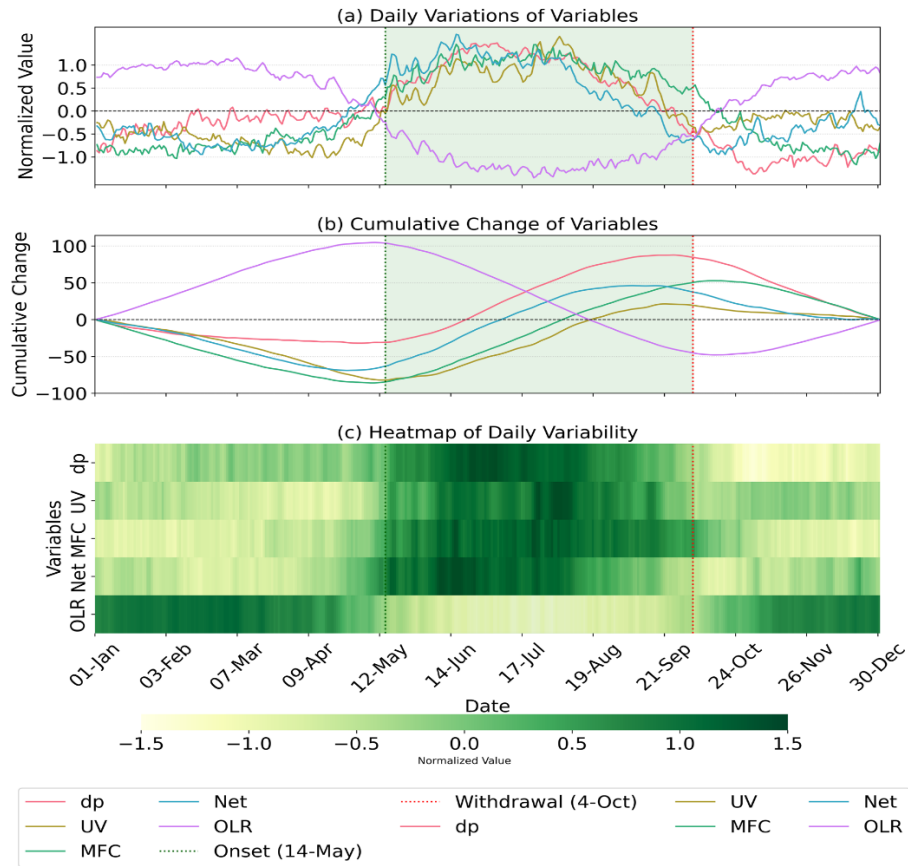 (a) Daily Variations of Variables
Normalized Value
1.0
0.5
0.0
−0.5
−1.0
(b) Cumulative Change of Variables
Cumulative Change
100
50
0
−50
−100
(c) Heatmap of Daily Variability
Variables
dp
UV
MFC
Net
OLR
01-Jan 03-Feb 07-Mar 09-Apr 12-May 14-Jun 17-Jul 19-Aug 21-Sep 24-Oct 26-Nov 30-Dec
Date
−1.5 −1.0 −0.5 0.0 0.5 1.0 1.5
Normalized Value
dp Net Withdrawal (4-Oct) UV Net
UV OLR dp MFC OLR
MFC Onset (14-May)